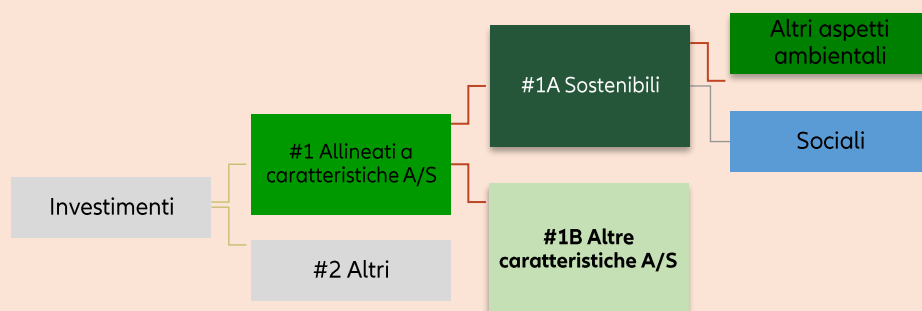 Altri aspetti
ambientali
#1A Sostenibili
Sociali
#1 Allineati a
caratteristiche A/S
Investimenti
#1B Altre
caratteristiche A/S
#2 Altri